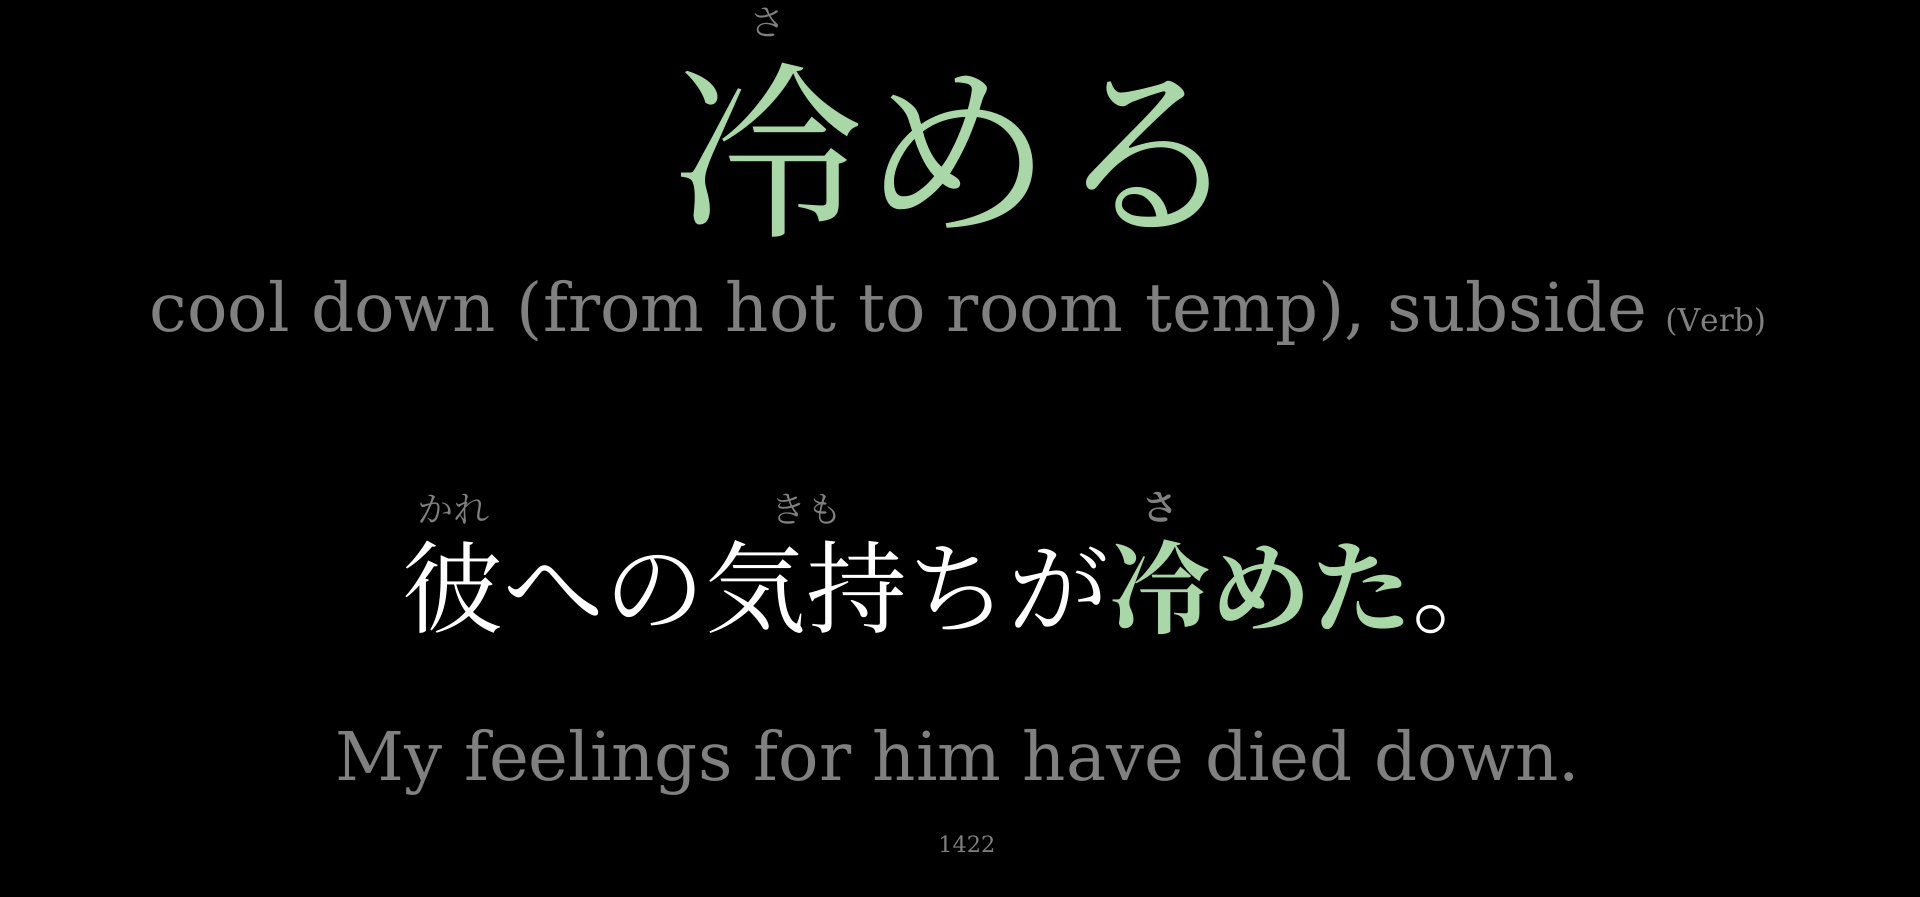 さ
冷める
cool down (from hot to room temp), subside (Verb)
かれ きも さ
彼への気持ちが冷めた。
My feelings for him have died down.
1422